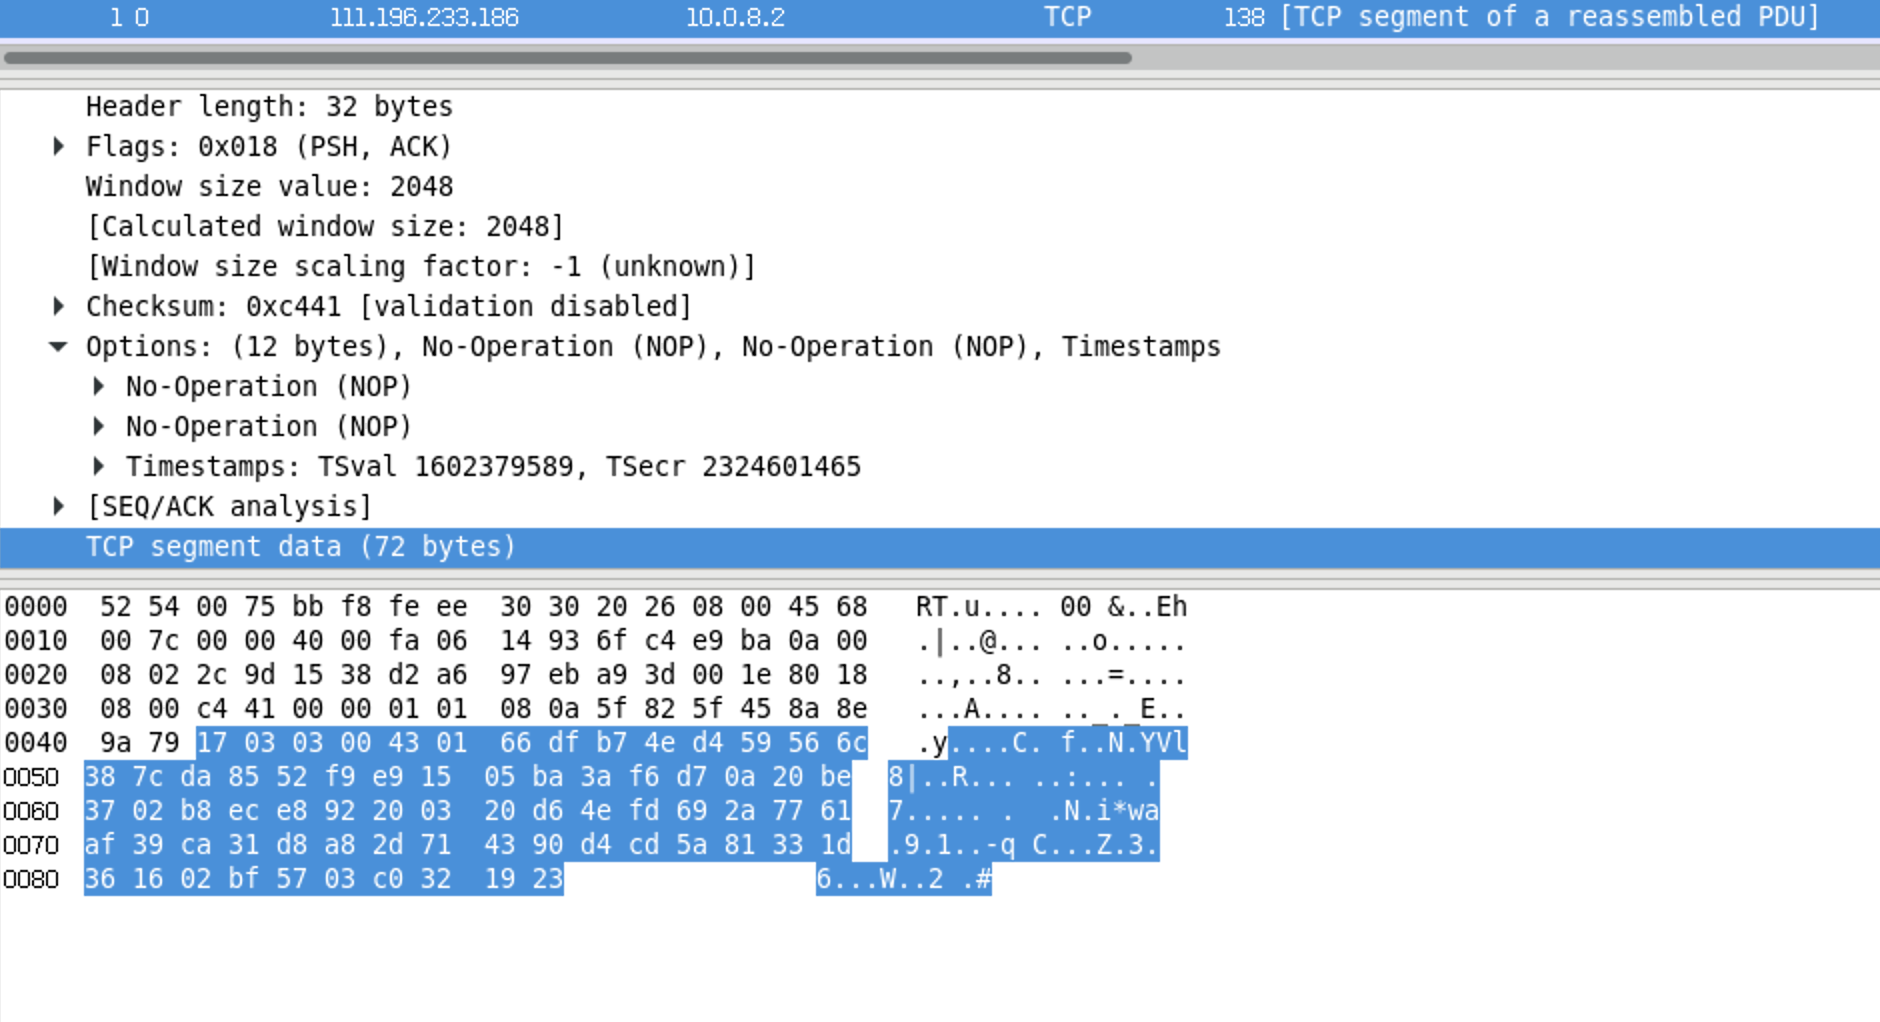 1 0 111.196.233.186 10.0.8.2 TCP 138 [TCP segment of a reassembled PDU]
Header length: 32 bytes
Flags: 0x018 (PSH, ACK)
Window size value: 2048
[Calculated window size: 2048]
[Window size scaling factor: -1 (unknown)]
Checksum: 0xc441 [validation disabled]
Options: (12 bytes), No-Operation (NOP), No-Operation (NOP), Timestamps
No-Operation (NOP)
No-Operation (NOP)
Timestamps: TSval 1602379589, TSecr 2324601465
[SEQ/ACK analysis]
TCP segment data (72 bytes)
0000 52 54 00 75 bb f8 fe ee 30 30 20 26 08 00 45 68 RT.u.... 00 &..Eh
0010 00 7c 00 00 40 00 fa 06 14 93 6f c4 e9 ba 0a 00 .|..@... ..o.....
0020 08 02 2c 9d 15 38 d2 a6 97 eb a9 3d 00 1e 80 18 ..,..8.. ...=....
0030 08 00 c4 41 00 00 01 01 08 0a 5f 82 5f 45 8a 8e ...A.... .._._E..
0040 9a 79 17 03 03 00 43 01 66 df b7 4e d4 59 56 6c .y....C. f..N.YVl
0050 38 7c da 85 52 f9 e9 15 05 ba 3a f6 d7 0a 20 be 8|..R... ..:... .
0060 37 02 b8 ec e8 92 20 03 20 d6 4e fd 69 2a 77 61 7..... . .N.i*wa
0070 af 39 ca 31 d8 a8 2d 71 43 90 d4 cd 5a 81 33 1d .9.1..-q C...Z.3.
0080 36 16 02 bf 57 03 c0 32 19 23 6...W..2 .#